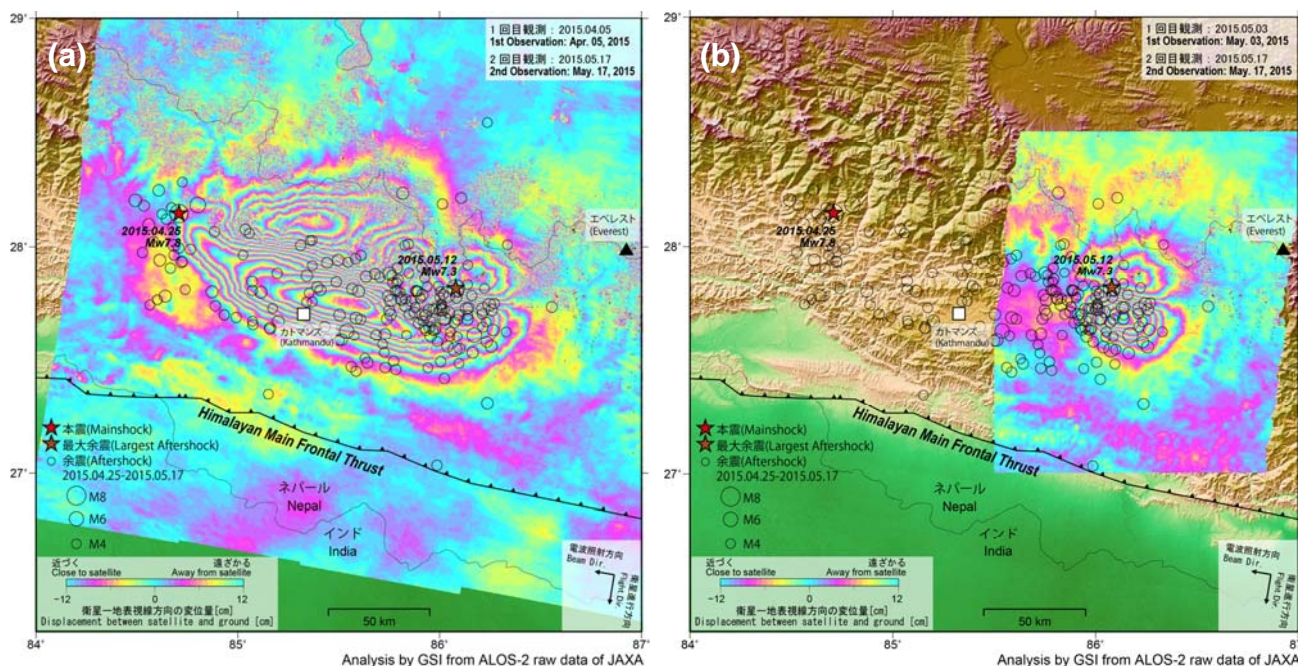 (a)
1 回目観測：2015.04.05
1st Observation: Apr. 05, 2015
2 回目観測：2015.05.17
2nd Observation: May. 17, 2015
29˚
28˚
27˚
84˚
85˚
86˚
87˚
2015.04.25
Mw7.8
2015.05.12
Mw7.3
エベレスト
(Everest)
カトマンズ
(Kathmandu)
Himalayan Main Frontal Thrust
本震(Mainshock)
最大余震(Largest Aftershock)
余震(Aftershock)
2015.04.25-2015.05.17
M8
M6
M4
ネパール
Nepal
インド
India
近づく
遠ざかる
Close to satellite
Away from satellite
−12
0
12
衛星－地表視線方向の変位量[cm]
Displacement between satellite and ground [cm]
電波照射方向
Beam Dir.
Flight Dir.
衛星進行方向
50 km
Analysis by GSI from ALOS-2 raw data of JAXA
(b)
1 回目観測：2015.05.03
1st Observation: May. 03, 2015
2 回目観測：2015.05.17
2nd Observation: May. 17, 2015
29˚
28˚
27˚
84˚
85˚
86˚
87˚
2015.04.25
Mw7.8
2015.05.12
Mw7.3
エベレスト
(Everest)
カトマンズ
(Kathmandu)
Himalayan Main Frontal Thrust
本震(Mainshock)
最大余震(Largest Aftershock)
余震(Aftershock)
2015.04.25-2015.05.17
M8
M6
M4
ネパール
Nepal
インド
India
近づく
遠ざかる
Close to satellite
Away from satellite
−12
0
12
衛星－地表視線方向の変位量[cm]
Displacement between satellite and ground [cm]
電波照射方向
Beam Dir.
Flight Dir.
衛星進行方向
50 km
Analysis by GSI from ALOS-2 raw data of JAXA